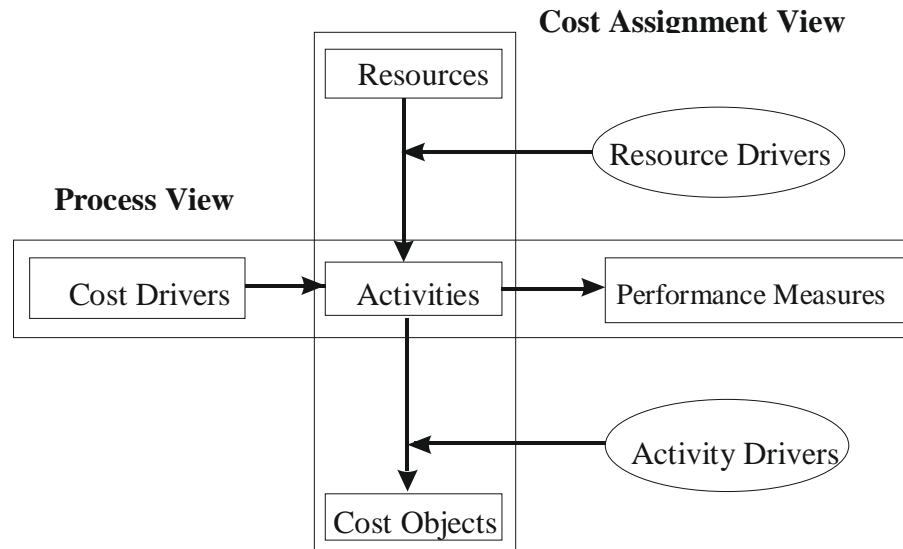 Cost Assignment View
Resources
Resource Drivers
Process View
Cost Drivers
Activities
Performance Measures
Activity Drivers
Cost Objects